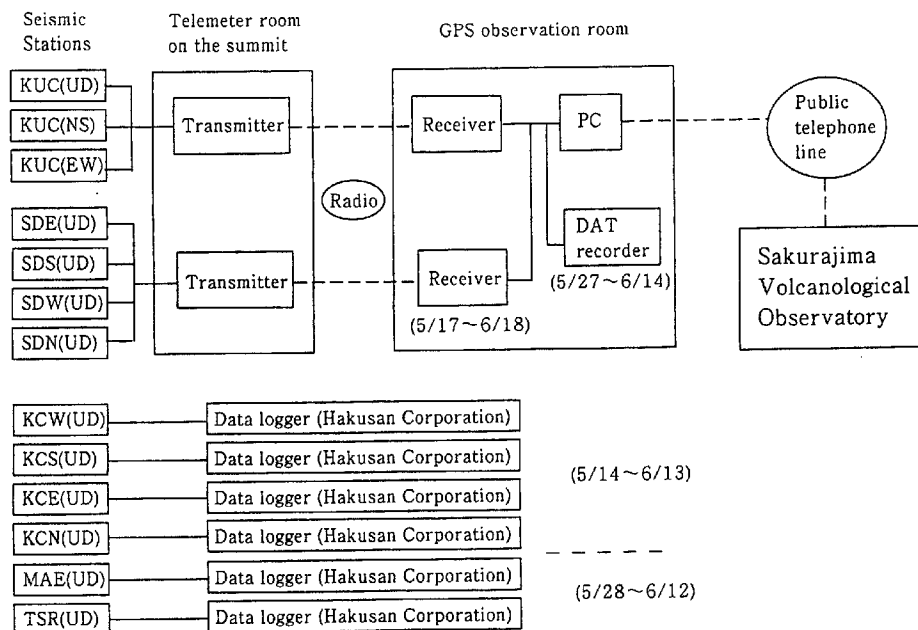 Seismic
Stations
Telemeter room
on the summit
GPS observation room
KUC(UD)
KUC(NS)
KUC(EW)
Transmitter
Receiver
PC
Public
telephone
line
Radio
SDE(UD)
SDS(UD)
SDW(UD)
SDN(UD)
Transmitter
Receiver
(5/17~6/18)
DAT
recorder
(5/27~6/14)
Sakurajima
Volcanological
Observatory
KCW(UD)
Data logger (Hakusan Corporation)
KCS(UD)
Data logger (Hakusan Corporation)
KCE(UD)
Data logger (Hakusan Corporation)
KCN(UD)
Data logger (Hakusan Corporation)
(5/14~6/13)
MAE(UD)
Data logger (Hakusan Corporation)
TSR(UD)
Data logger (Hakusan Corporation)
(5/28~6/12)